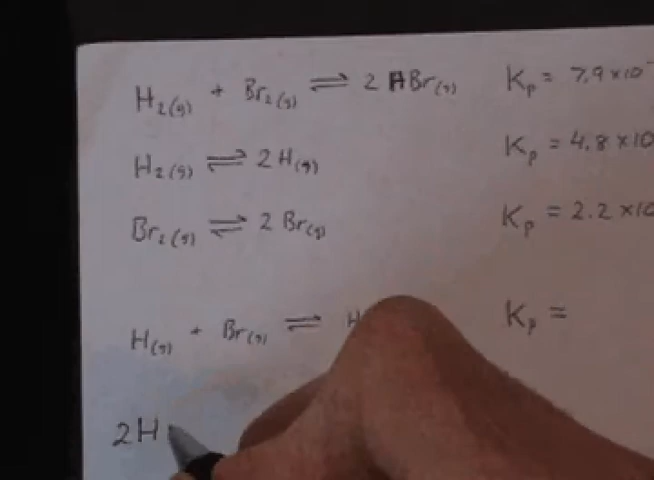 H₂(g) + Br₂(g) ⇌ 2 HBr(g) Kp = 7.9 × 10
H₂(g) ⇌ 2H(g) Kp = 4.8 × 10
Br₂(g) ⇌ 2 Br(g) Kp = 2.2 × 10
H(g) + Br(g) ⇌ H Kp =
2H